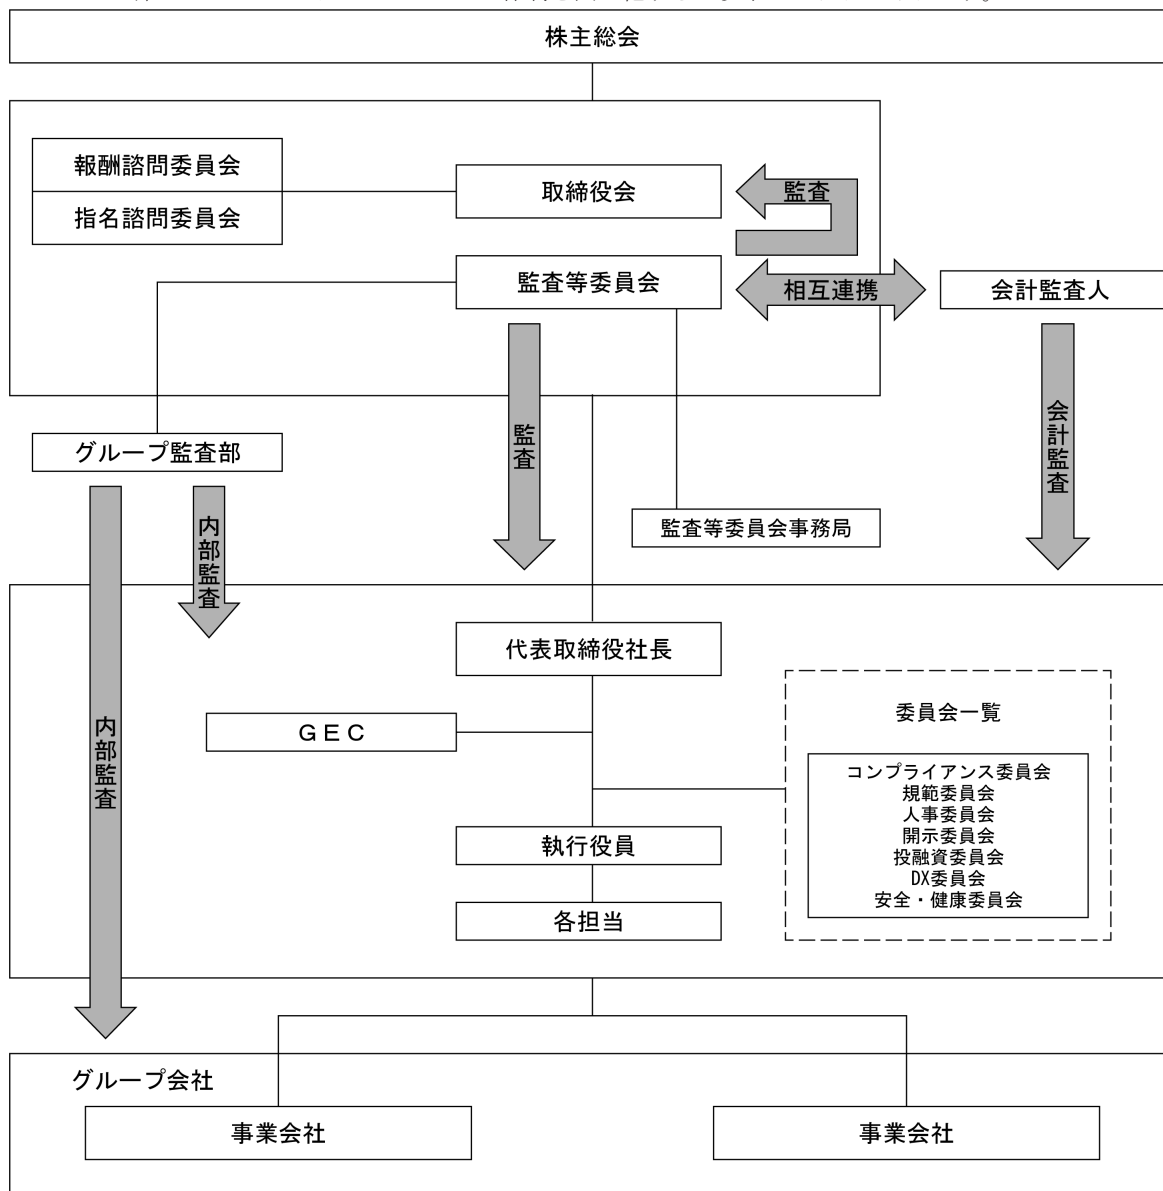 株主総会
報酬諮問委員会
指名諮問委員会
取締役会
監査
監査等委員会
相互連携
会計監査人
グループ監査部
監査
会計監査
監査等委員会事務局
内部監査
内部監査
代表取締役社長
GEC
委員会一覧
コンプライアンス委員会
規範委員会
人事委員会
開示委員会
投融資委員会
DX委員会
安全・健康委員会
執行役員
各担当
グループ会社
事業会社
事業会社